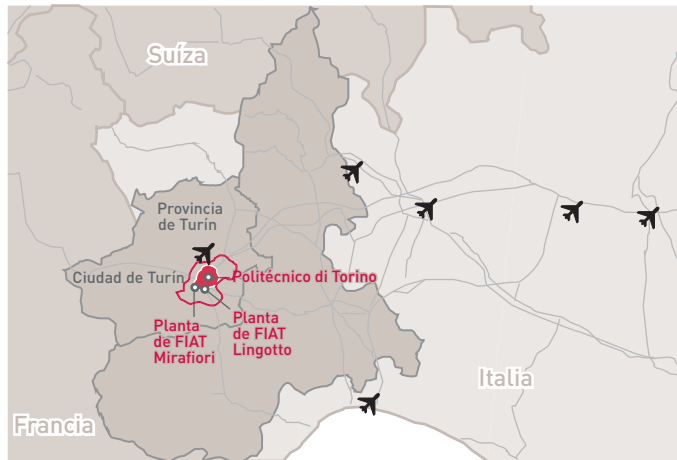 Suíza
Provincia
de Turín
Ciudad de Turín
Politécnico di Torino
Planta
de FIAT
Mirafiori
Planta
de FIAT
Lingotto
Italia
Francia